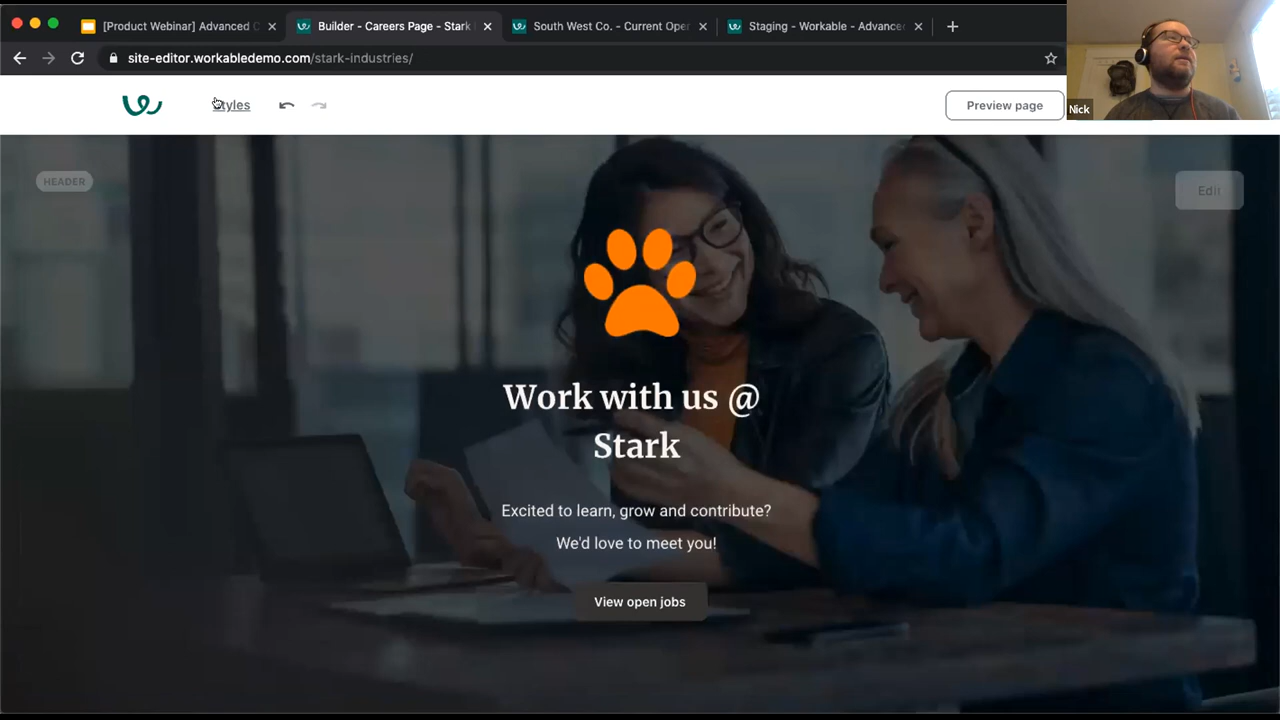 [Product Webinar] Advanced C
Builder - Careers Page - Stark
South West Co. - Current Oper
Staging - Workable - Advance
site-editor.workabledemo.com/stark-industries/
Styles
Preview page
Nick
HEADER
Edit
Work with us @
Stark
Excited to learn, grow and contribute?
We'd love to meet you!
View open jobs